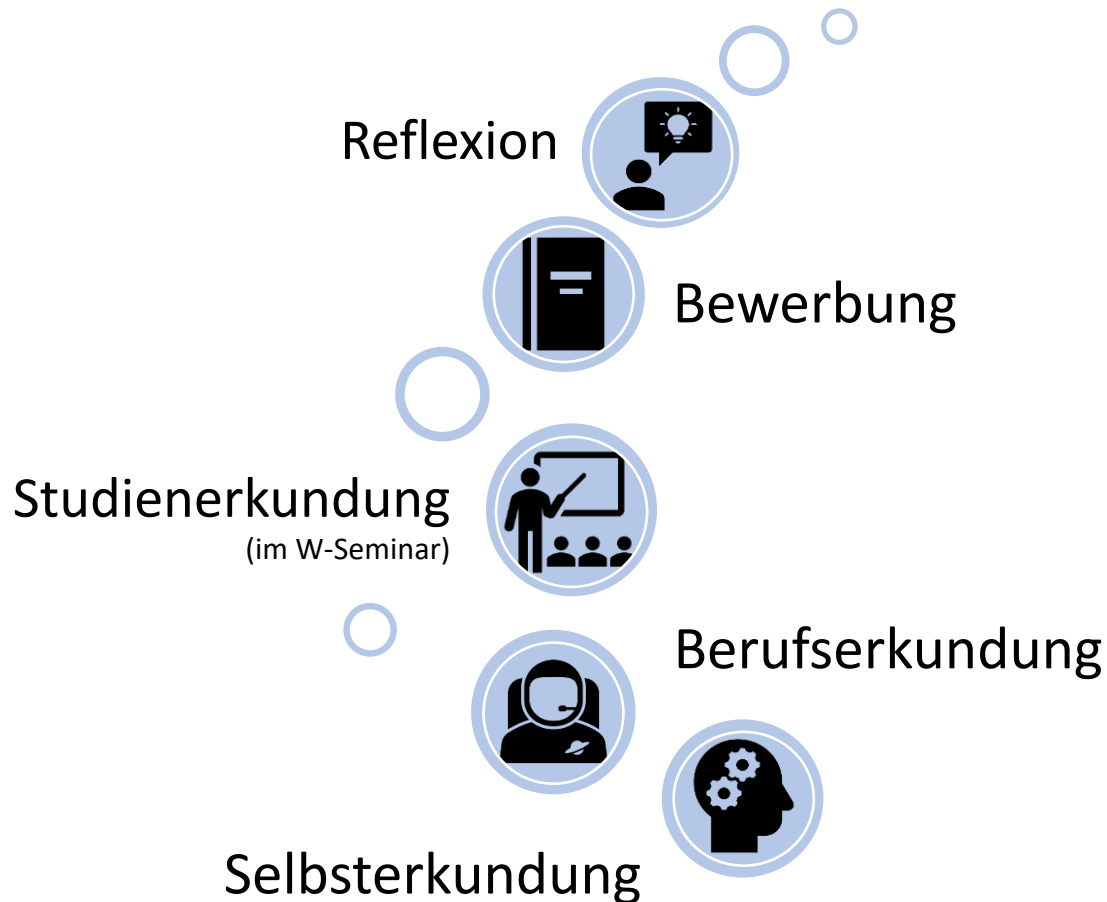 Reflexion
Bewerbung
Studienerkundung
(im W-Seminar)
Berufserkundung
Selbsterkundung